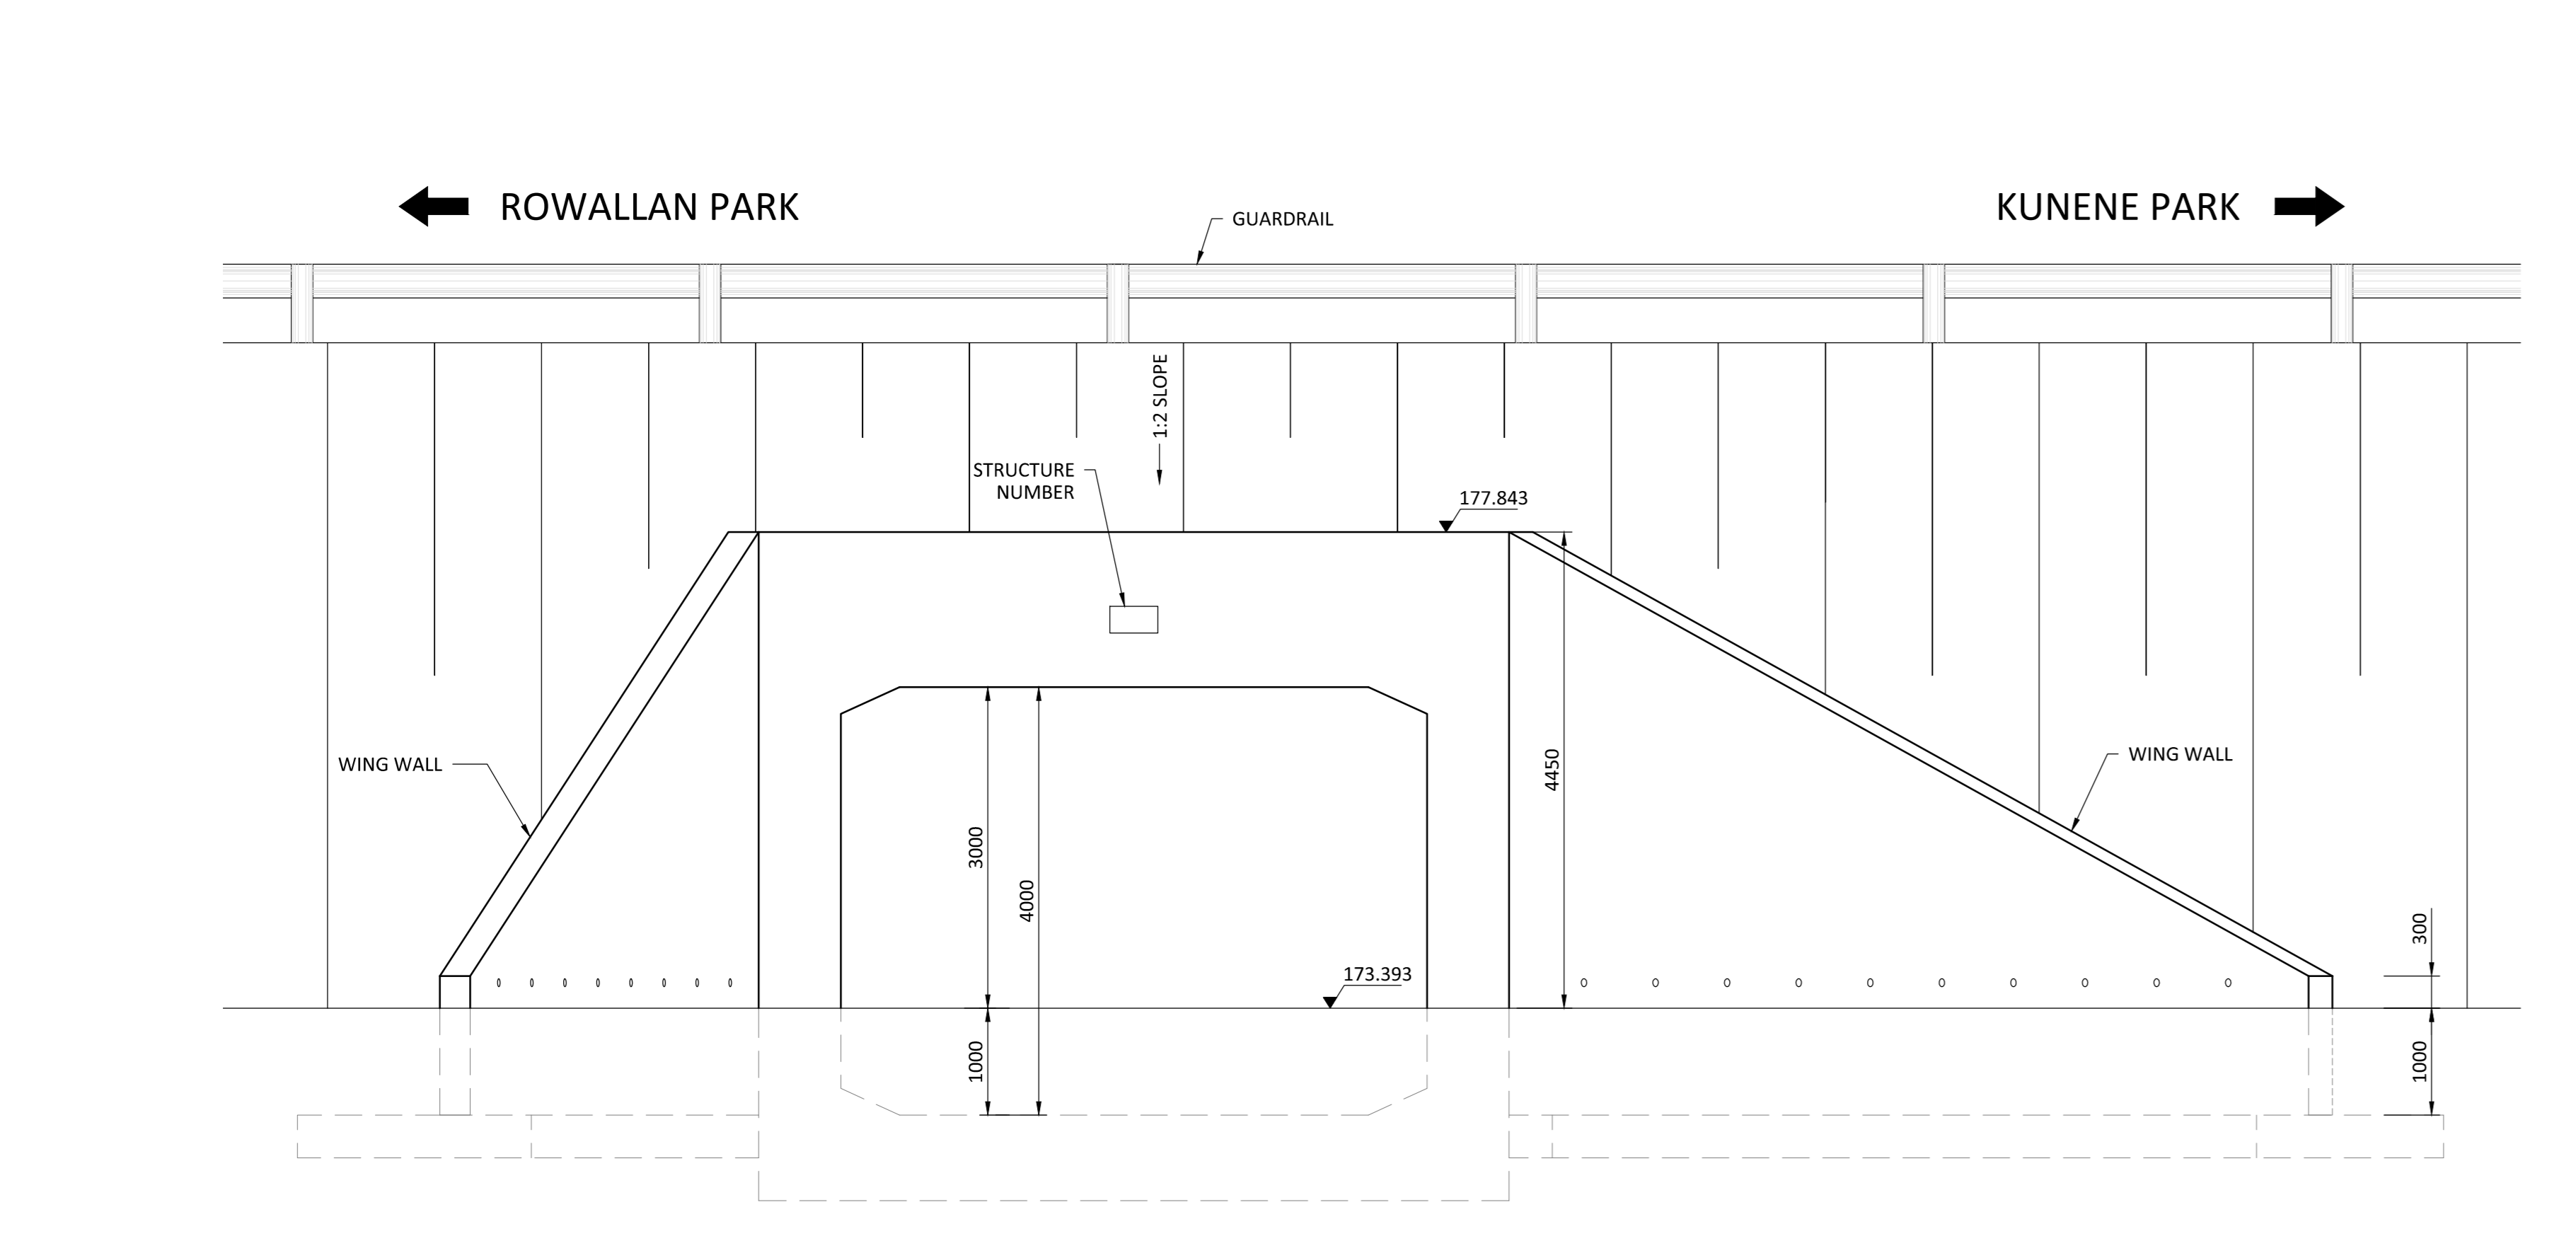 ROWALLAN PARK
KUNENE PARK
GUARDRAIL
1:2 SLOPE
STRUCTURE
NUMBER
177.843
WING WALL
WING WALL
4450
3000
4000
173.393
300
1000
1000